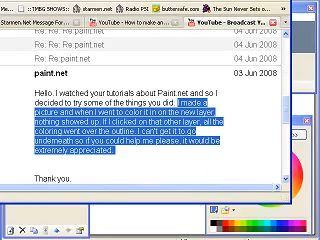 :: TMBG SHOWS:: starmen.net Radio PSI buttersafe.com The Sun Never Sets o...
Starmen.Net Message For... YouTube - How to make an... YouTube - Broadcast Y...
Re: Re: Re:paint.net 04 Jun 2008
Re: Re: Re:paint.net 04 Jun 2008
Re: Re:paint.net 04 Jun 2008
paint.net 03 Jun 2008
Hello. I watched your tutorials about Paint.net and so I
decided to try some of the things you did. I made a
picture and when I went to color it in on the new layer,
nothing showed up. If I clicked on that other layer, all the
coloring went over the outline. I can't get it to go
underneath so if you could help me please, it would be
extremely appreciated.
Thank you.
>>